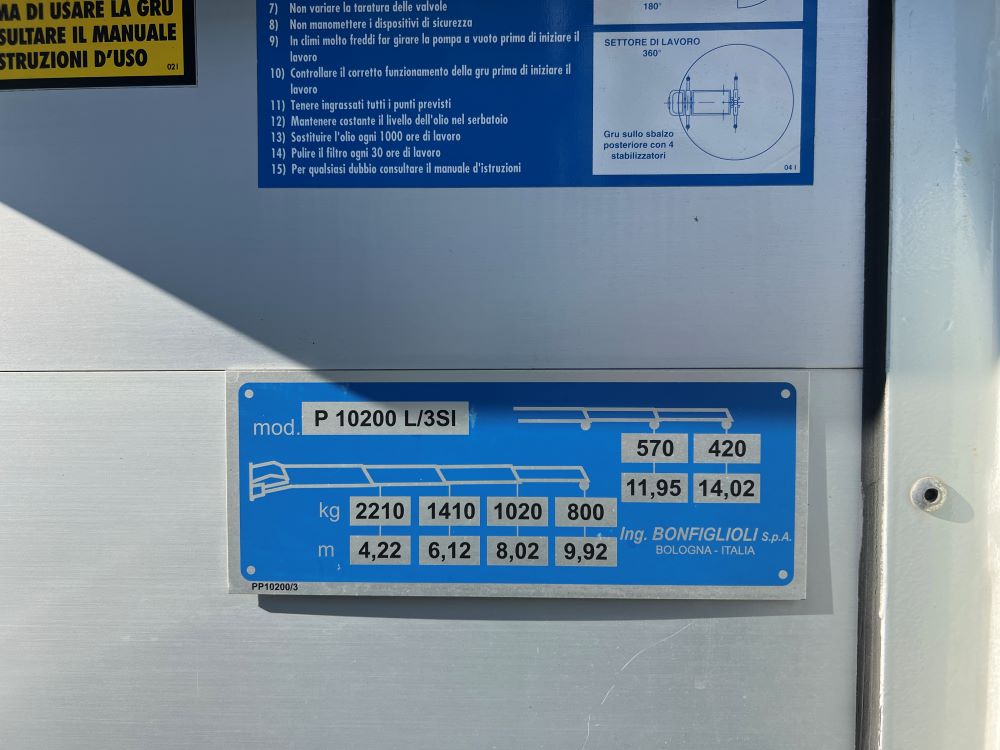 MA DI USARE LA GRU
SULTARE IL MANUALE
STRUZIONI D'USO
021
7) Non variare la taratura delle valvole
8) Non manomettere i dispositivi di sicurezza
9) In climi molto freddi far girare la pompa a vuoto prima di iniziare il
lavoro
10) Controllare il corretto funzionamento della gru prima di iniziare il
lavoro
11) Tenere ingrassati tutti i punti previsti
12) Mantenere costante il livello dell'olio nel serbatoio
13) Sostituire l'olio ogni 1000 ore di lavoro
14) Pulire il filtro ogni 30 ore di lavoro
15) Per qualsiasi dubbio consultare il manuale d'istruzioni
180°
SETTORE DI LAVORO
360°
Gru sullo sbalzo
posteriore con 4
stabilizzatori
04 I
mod. P 10200 L/3SI
570 420
11,95 14,02
kg 2210 1410 1020 800
m 4,22 6,12 8,02 9,92
Ing. BONFIGLIOLI S.p.A.
BOLOGNA - ITALIA
PP10200/3